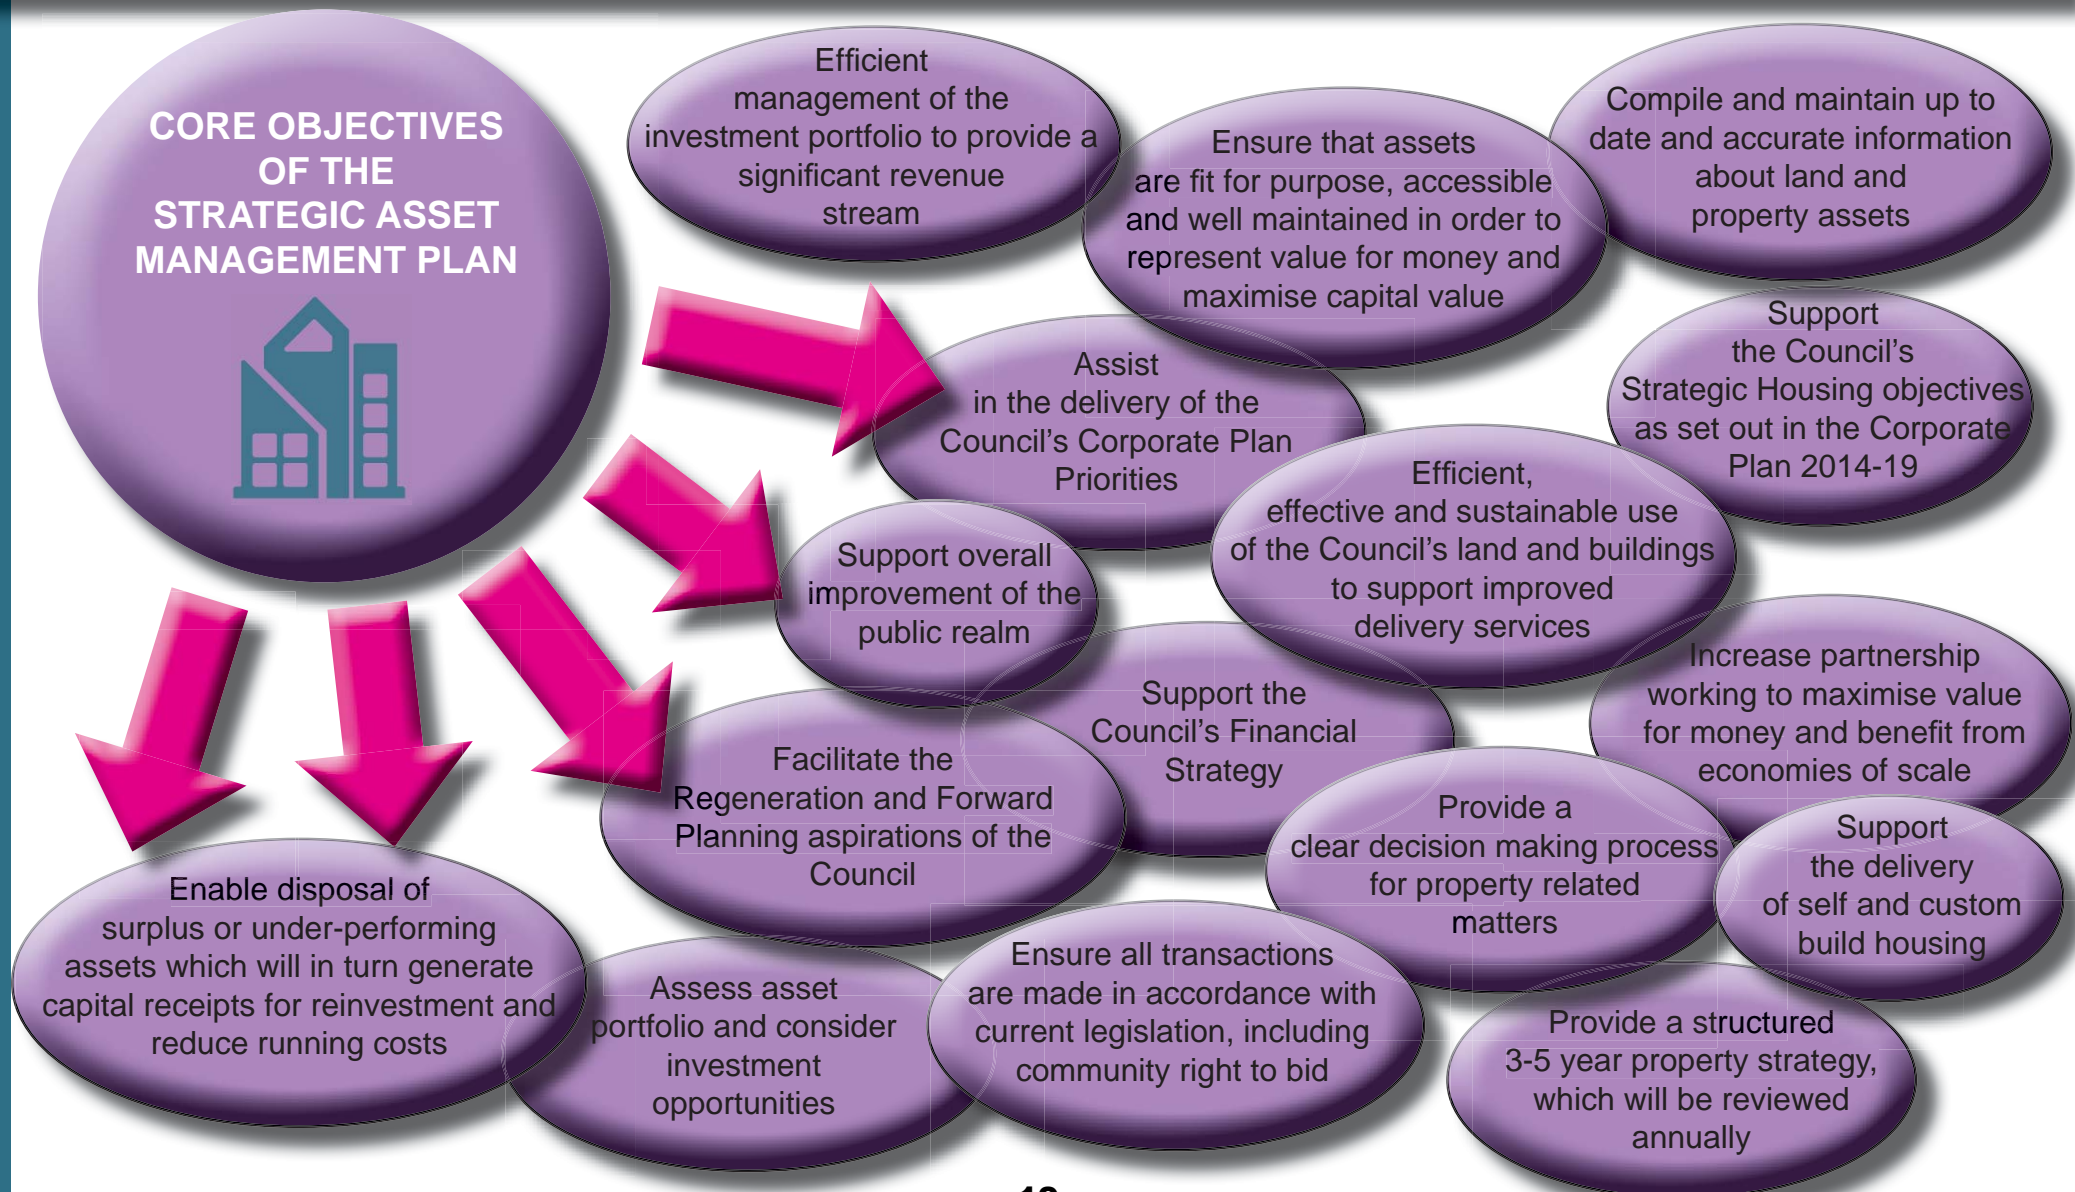 CORE OBJECTIVES
OF THE
STRATEGIC ASSET
MANAGEMENT PLAN
Efficient
management of the
investment portfolio to provide a
significant revenue
stream
Ensure that assets
are fit for purpose, accessible
and well maintained in order to
represent value for money and
maximise capital value
Compile and maintain up to
date and accurate information
about land and
property assets
Assist
in the delivery of the
Council's Corporate Plan
Priorities
Support
the Council's
Strategic Housing objectives
as set out in the Corporate
Plan 2014-19
Efficient,
effective and sustainable use
of the Council's land and buildings
to support improved
delivery services
Support overall
improvement of the
public realm
Support the
Council's Financial
Strategy
Increase partnership
working to maximise value
for money and benefit from
economies of scale
Facilitate the
Regeneration and Forward
Planning aspirations of the
Council
Provide a
clear decision making process
for property related
matters
Support
the delivery
of self and custom
build housing
Enable disposal of
surplus or under-performing
assets which will in turn generate
capital receipts for reinvestment and
reduce running costs
Assess asset
portfolio and consider
investment
opportunities
Ensure all transactions
are made in accordance with
current legislation, including
community right to bid
Provide a structured
3-5 year property strategy,
which will be reviewed
annually